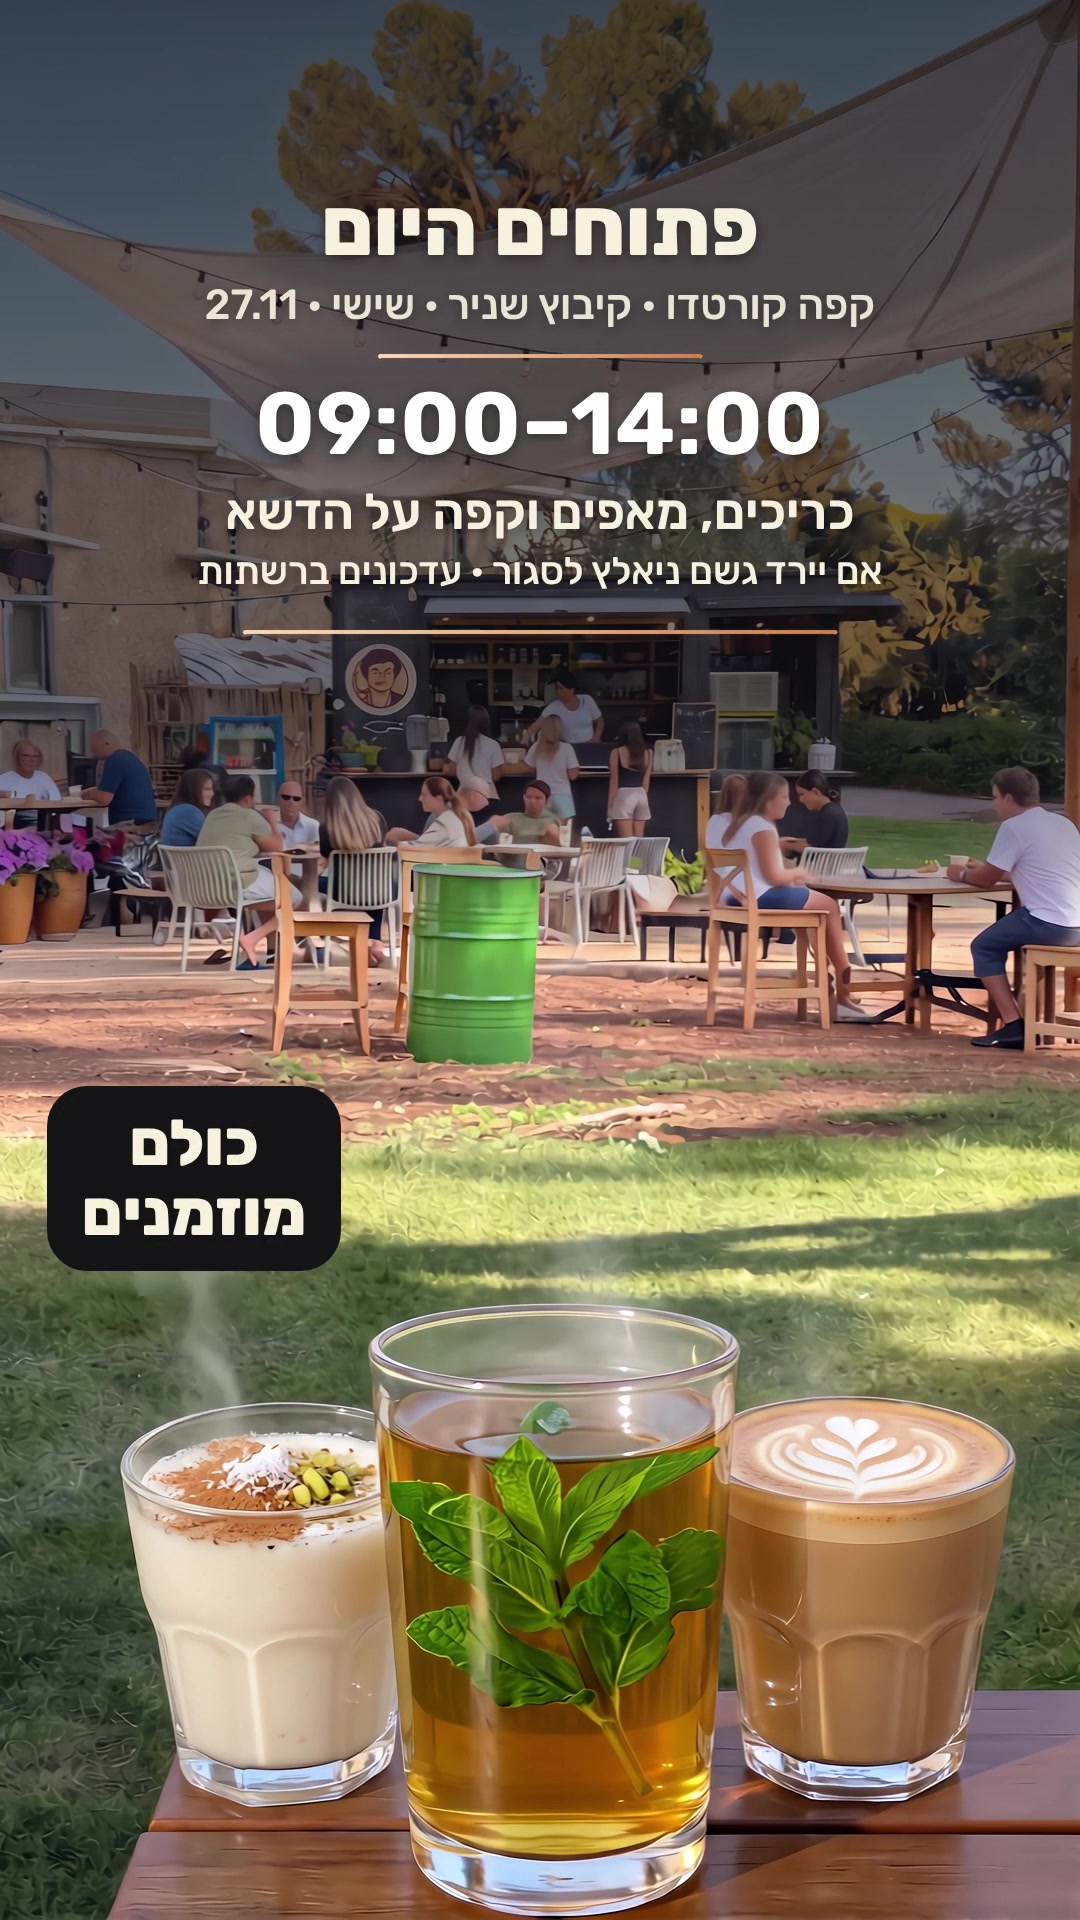 פתוחים היום
קפה קורטדו • קיבוץ שניר • שישי • 27.11
09:00–14:00
כריכים, מאפים וקפה על הדשא
אם יירד גשם ניאלץ לסגור • עדכונים ברשתות
כולם
מוזמנים